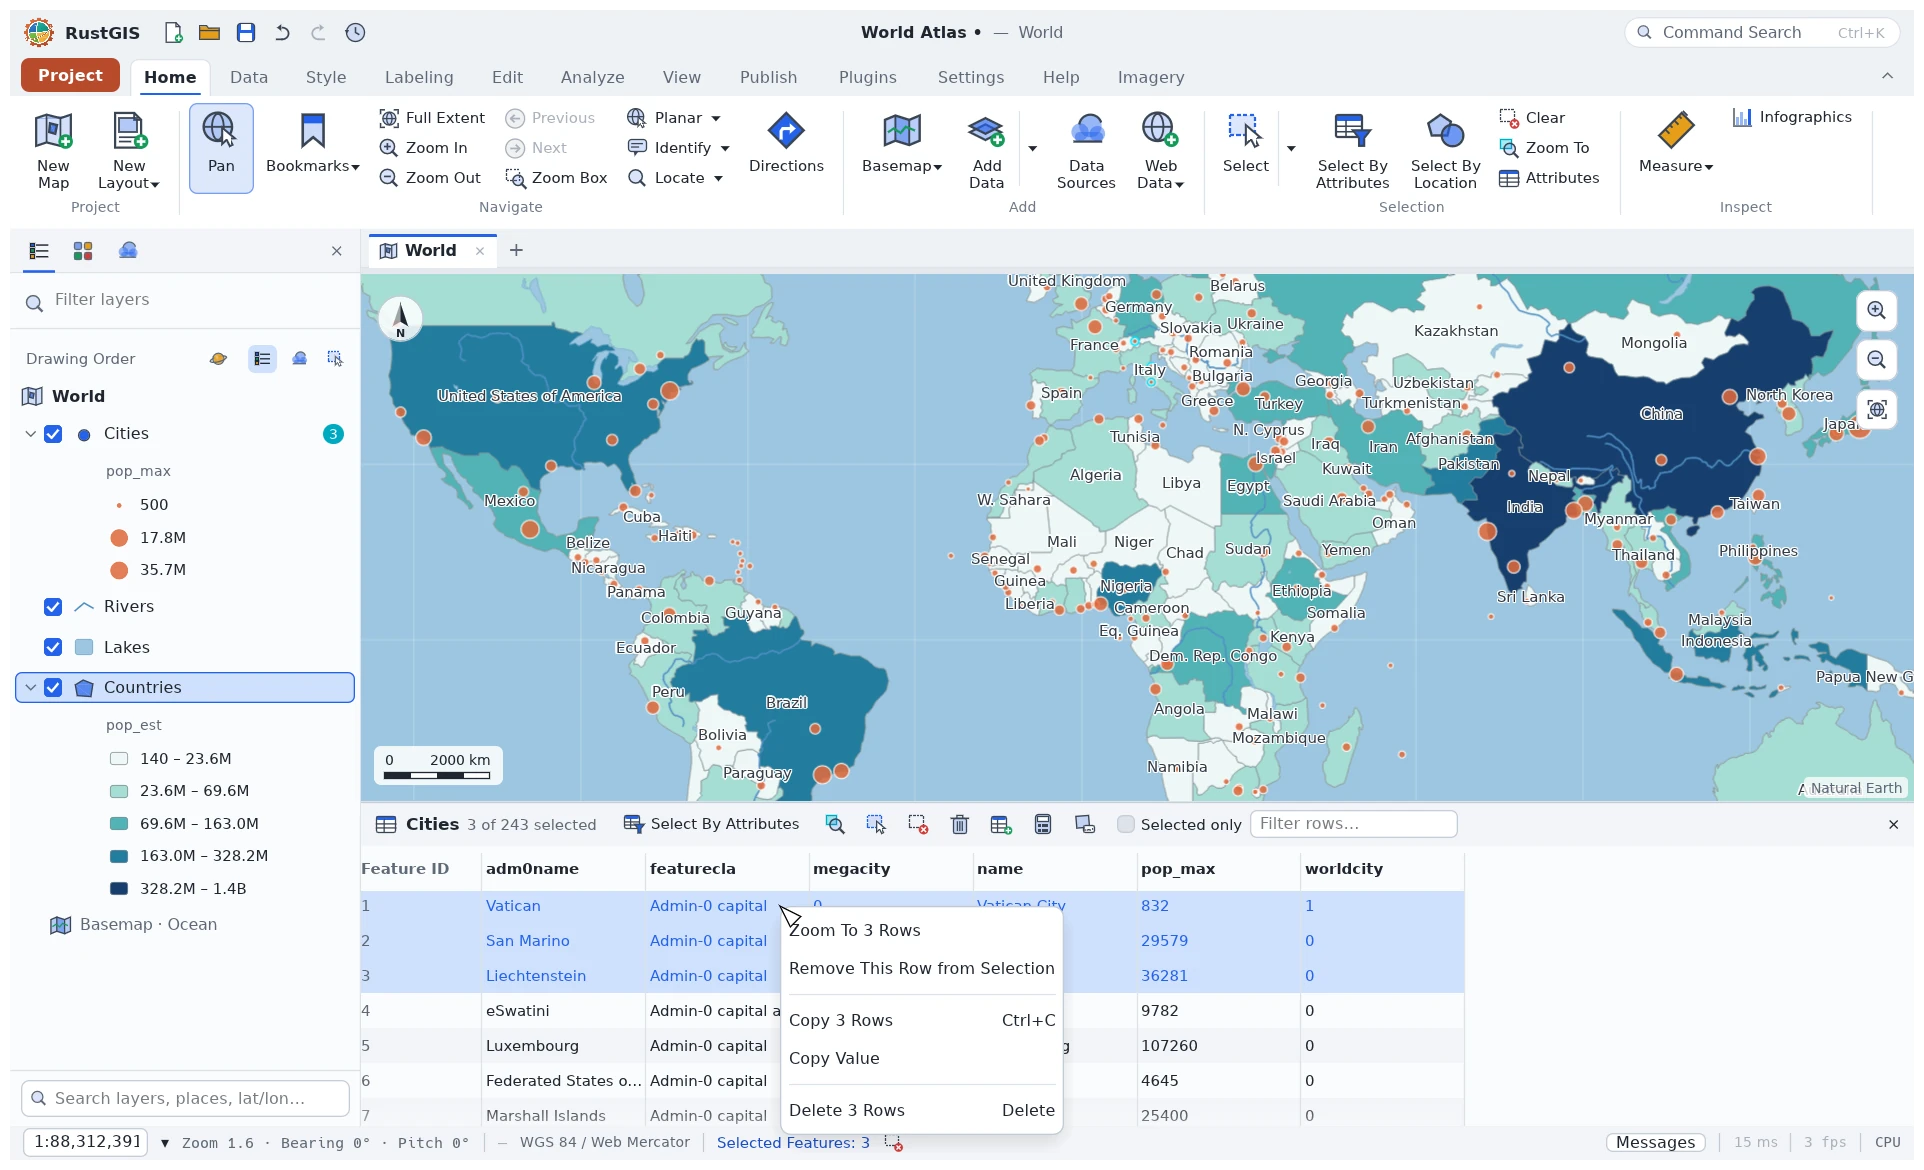 RustGIS
World Atlas • — World
Command Search Ctrl+K
Project Home Data Style Labeling Edit Analyze View Publish Plugins Settings Help Imagery
New Map
New Layout
Project
Pan
Bookmarks
Full Extent
Zoom In
Zoom Out
Previous
Next
Zoom Box
Planar
Identify
Locate
Directions
Navigate
Basemap
Add Data
Data Sources
Web Data
Add
Select
Select By Attributes
Select By Location
Clear
Zoom To
Attributes
Selection
Measure
Infographics
Inspect
Filter layers
Drawing Order
World
Cities 3
pop_max
500
17.8M
35.7M
Rivers
Lakes
Countries
pop_est
140 – 23.6M
23.6M – 69.6M
69.6M – 163.0M
163.0M – 328.2M
328.2M – 1.4B
Basemap · Ocean
Search layers, places, lat/lon...
World
N
United Kingdom
Belarus
Germany
Slovakia
Ukraine
Kazakhstan
Mongolia
France
Romania
Italy
Bulgaria
Georgia
Uzbekistan
North Korea
United States of America
Spain
Greece
Turkey
Turkmenistan
China
Japa
Tunisia
N. Cyprus
Iraq
Iran
Afghanistan
Israel
Kuwait
Pakistan
Nepal
Algeria
Libya
Egypt
Mexico
W. Sahara
Saudi Arabia
India
Taiwan
Cuba
Oman
Myanmar
Haiti
Belize
Mali
Niger
Chad
Sudan
Yemen
Thailand
Philippines
Nicaragua
Senegal
Guinea
Nigeria
Ethiopia
Panama
Liberia
Cameroon
Somalia
Sri Lanka
Colombia
Guyana
Eq. Guinea
Kenya
Malaysia
Indonesia
Ecuador
Dem. Rep. Congo
Papua New G
Peru
Brazil
Angola
Malawi
Bolivia
Mozambique
Paraguay
Namibia
0 2000 km
Natural Earth
Cities 3 of 243 selected Select By Attributes Selected only Filter rows...
Feature ID adm0name featurecla megacity name pop_max worldcity
1 Vatican Admin-0 capital 0 Vatican City 832 1
2 San Marino Admin-0 capital 29579 0
3 Liechtenstein Admin-0 capital 36281 0
4 eSwatini Admin-0 capital a 9782 0
5 Luxembourg Admin-0 capital g 107260 0
6 Federated States o... Admin-0 capital 4645 0
7 Marshall Islands Admin-0 capital 25400 0
Zoom To 3 Rows
Remove This Row from Selection
Copy 3 Rows Ctrl+C
Copy Value
Delete 3 Rows Delete
1:88,312,391 Zoom 1.6 · Bearing 0° · Pitch 0° — WGS 84 / Web Mercator Selected Features: 3 Messages 15 ms 3 fps CPU